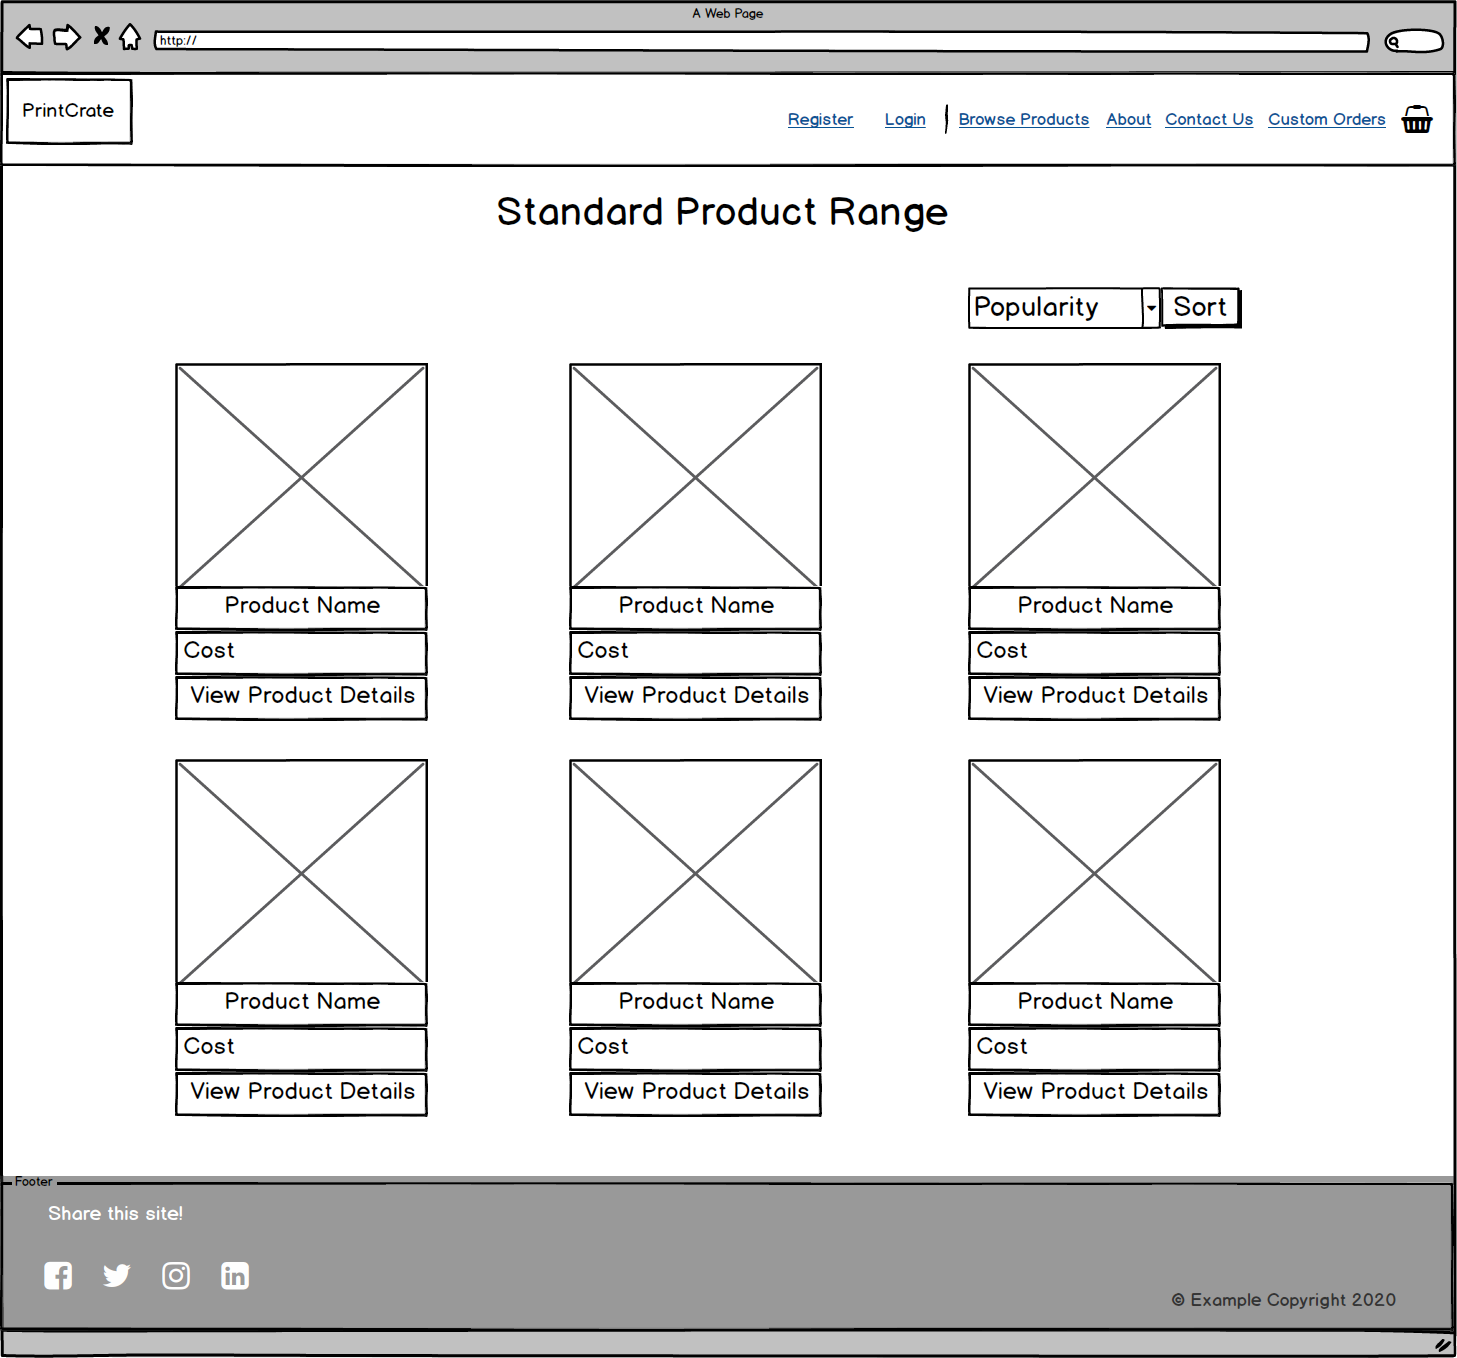 A Web Page
http://
PrintCrate
Register Login Browse Products About Contact Us Custom Orders
Standard Product Range
Popularity Sort
Product Name Product Name Product Name
Cost Cost Cost
View Product Details View Product Details View Product Details
Product Name Product Name Product Name
Cost Cost Cost
View Product Details View Product Details View Product Details
Footer
Share this site!
© Example Copyright 2020